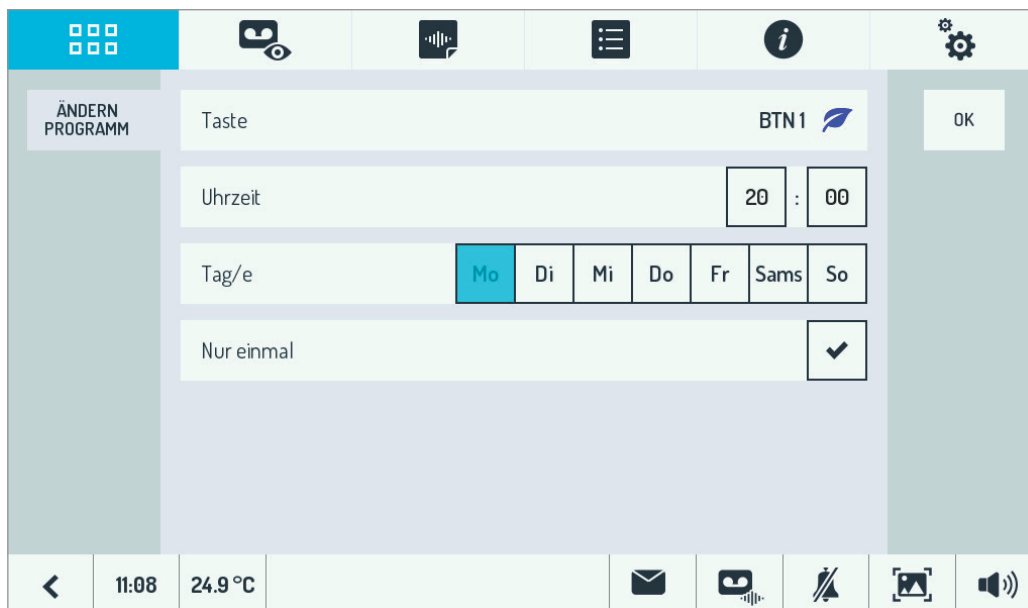 ÄNDERN
PROGRAMM
Taste BTN 1
OK
Uhrzeit 20 : 00
Tag/e Mo Di Mi Do Fr Sams So
Nur einmal
11:08 24.9 °C